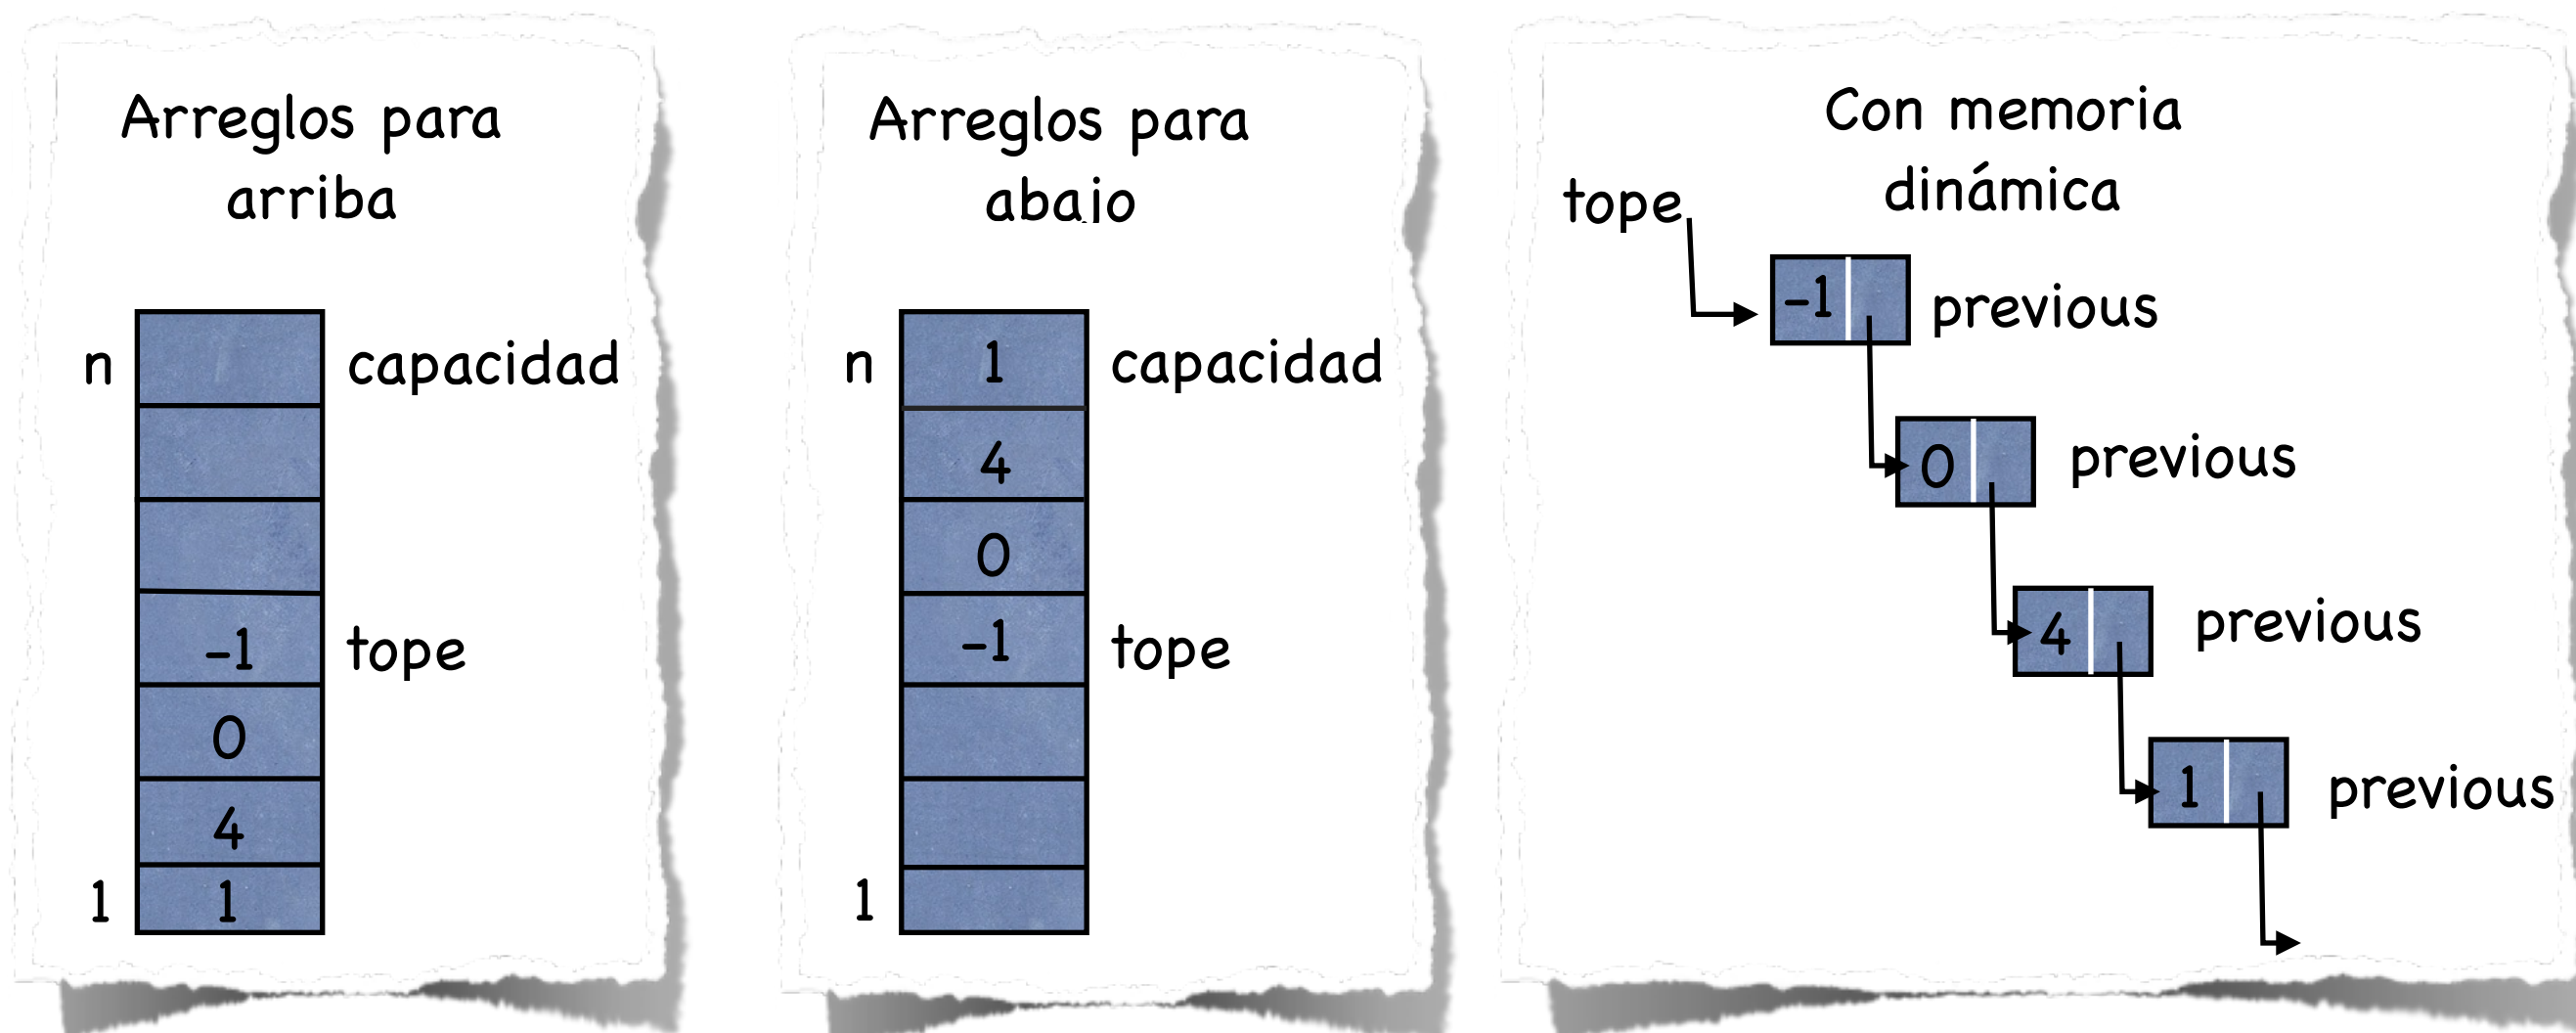 Arreglos para
arriba
n capacidad
-1 tope
0
4
1 1
Arreglos para
abajo
n 1 capacidad
4
0
-1 tope
1
Con memoria
dinámica
tope
-1 previous
0 previous
4 previous
1 previous